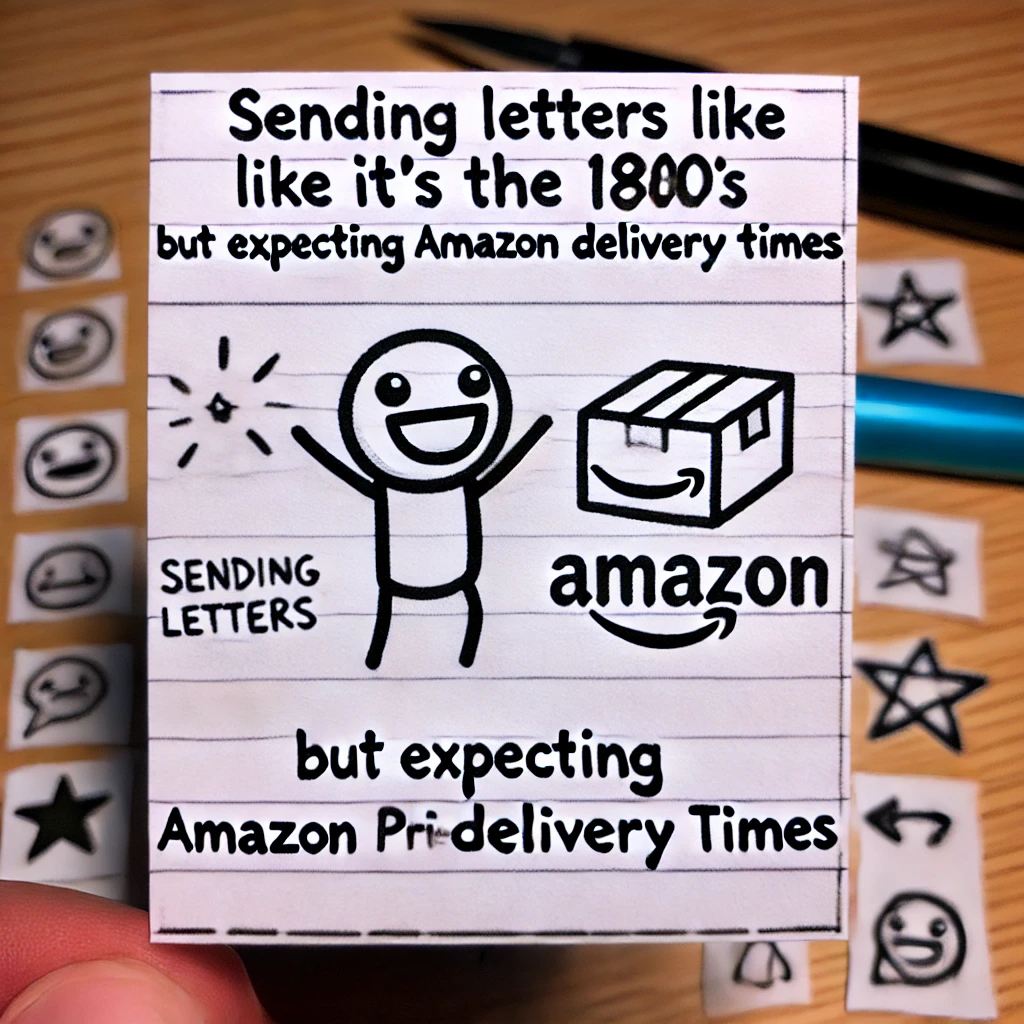 Sending letters like
like it's the 1800's
but expecting Amazon delivery times
SENDING
LETTERS
amazon
but expecting
Amazon delivery Times